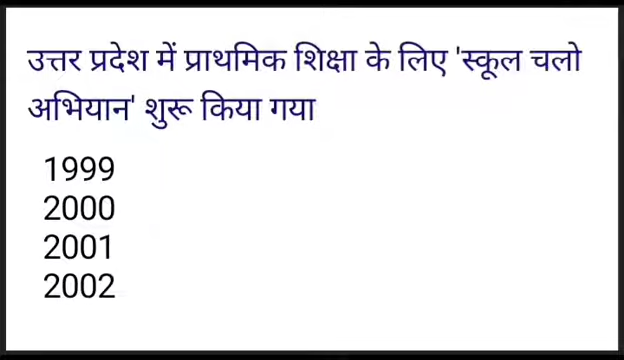 उत्तर प्रदेश में प्राथमिक शिक्षा के लिए 'स्कूल चलो
अभियान' शुरू किया गया
1999
2000
2001
2002